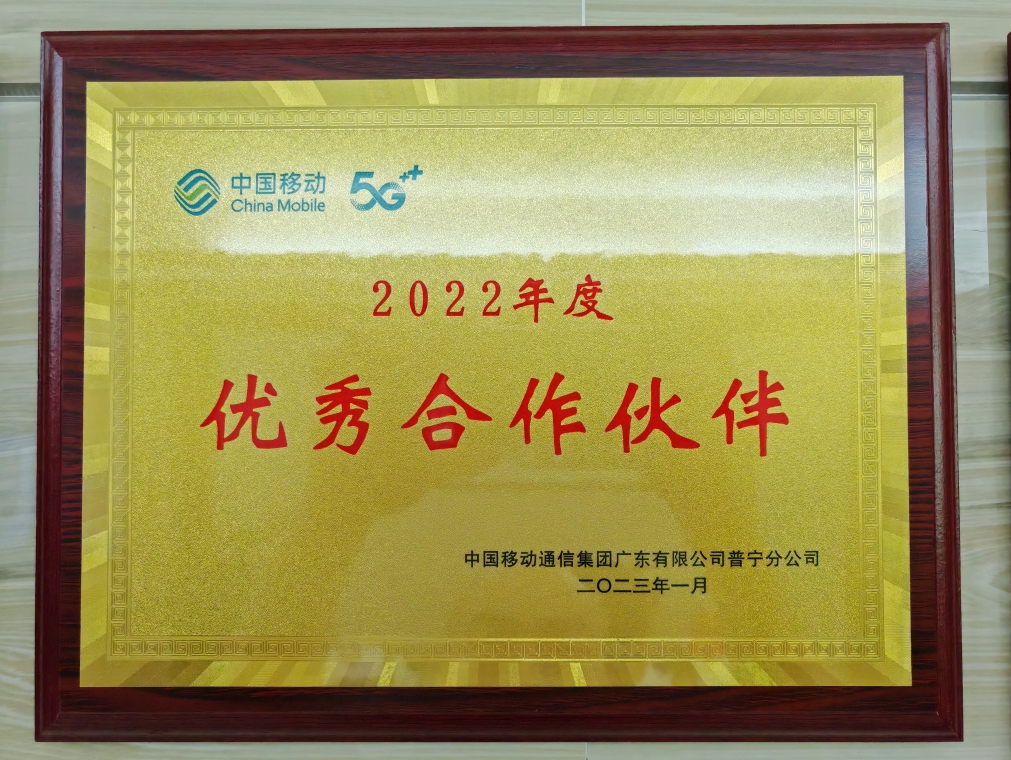 中国移动 5G++
China Mobile
2022年度
优秀合作伙伴
中国移动通信集团广东有限公司普宁分公司
二〇二三年一月